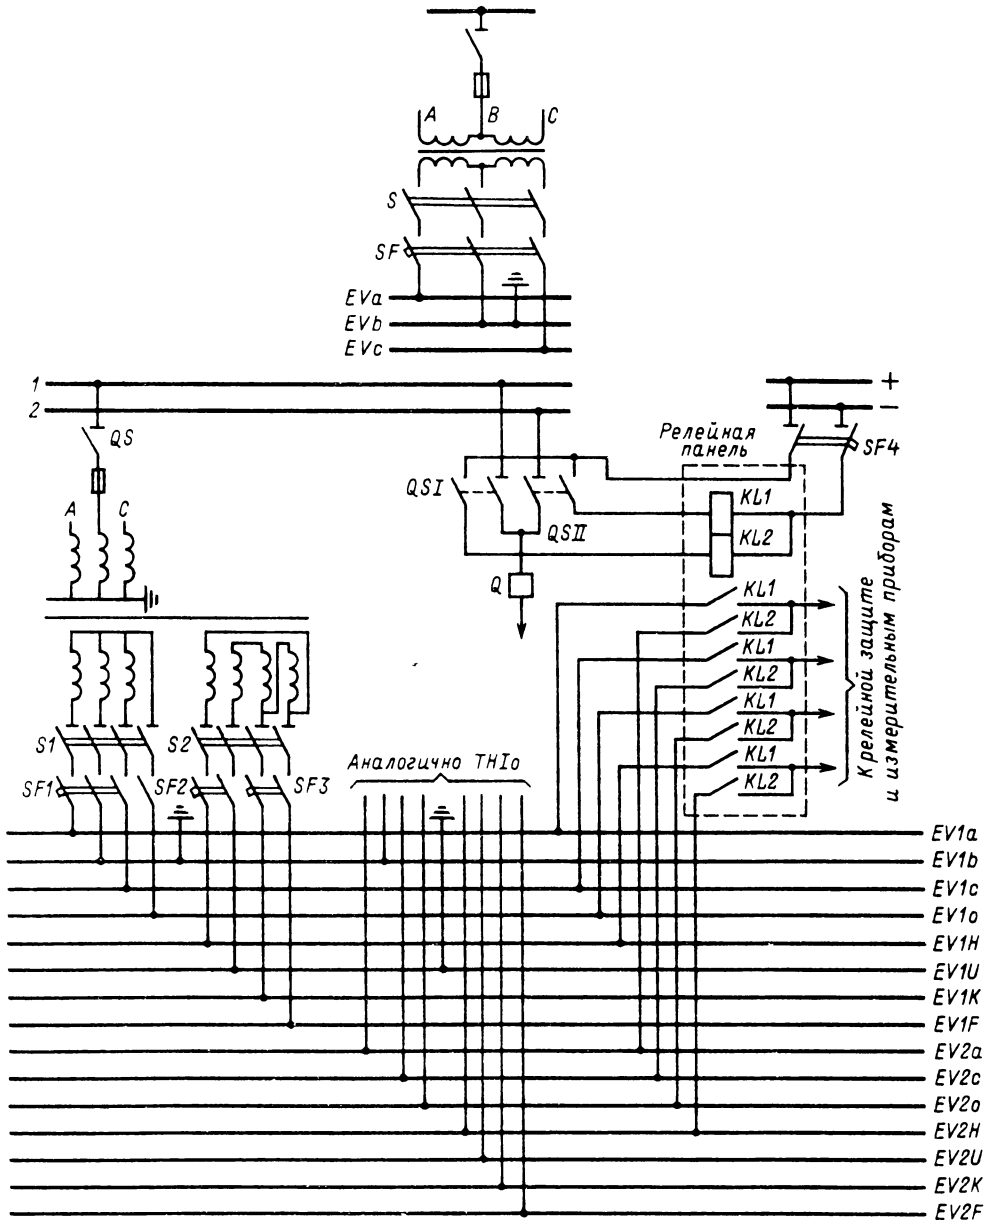 A B C
S
SF
EVa
EVb
EVc
1
2
+
−
QS
Релейная
панель
SF4
QSI
QSII
Q
KL1
KL2
A C
KL1
KL2
KL1
KL2
KL1
KL2
KL1
KL2
К релейной защите
и измерительным приборам
S1
S2
SF1
SF2
SF3
Аналогично ТНIо
EV1a
EV1b
EV1c
EV1o
EV1H
EV1U
EV1K
EV1F
EV2a
EV2c
EV2o
EV2H
EV2U
EV2K
EV2F